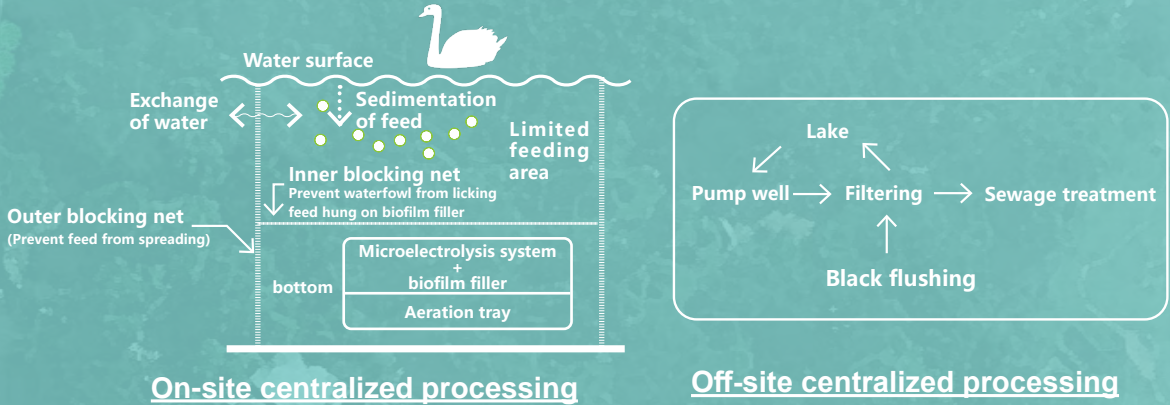 Water surface
Exchange
of water
Sedimentation
of feed
Limited
feeding
area
Inner blocking net
Prevent waterfowl from licking
feed hung on biofilm filler
Outer blocking net
(Prevent feed from spreading)
bottom
Microelectrolysis system
+
biofilm filler
Aeration tray
On-site centralized processing
Lake
Pump well
Filtering
Sewage treatment
Black flushing
Off-site centralized processing